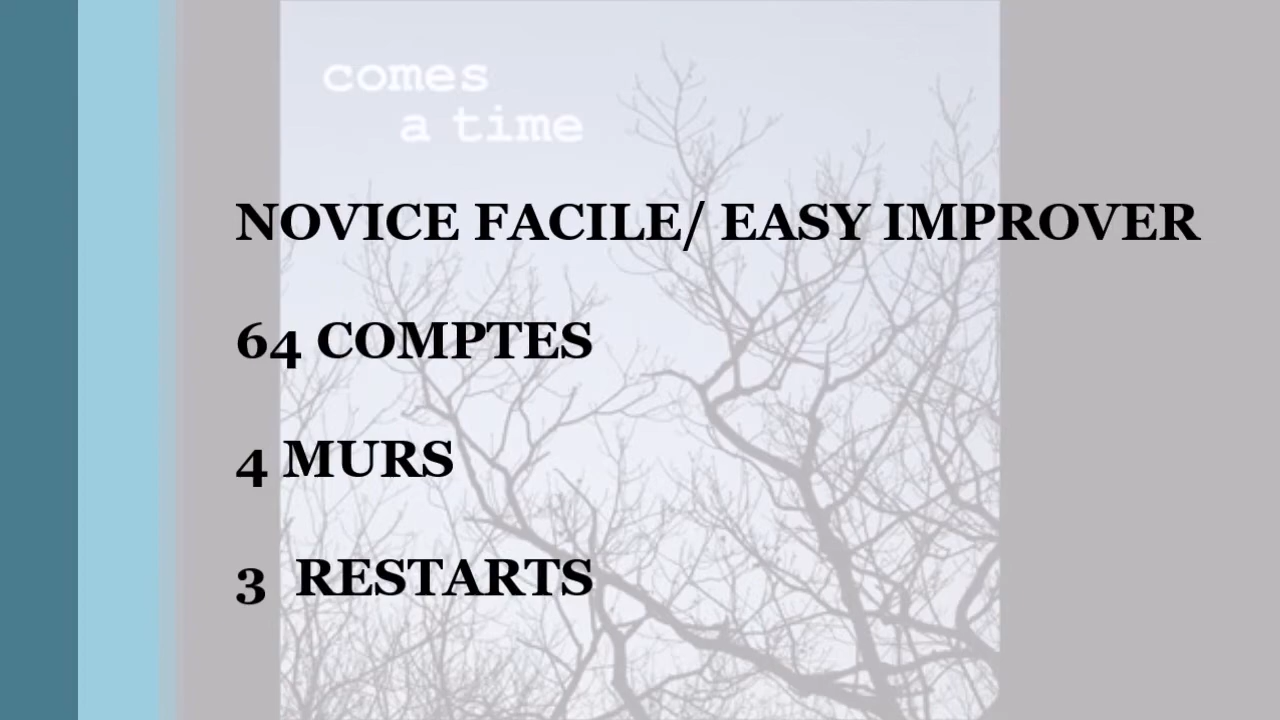 comes
a time
NOVICE FACILE/ EASY IMPROVER
64 COMPTES
4 MURS
3 RESTARTS